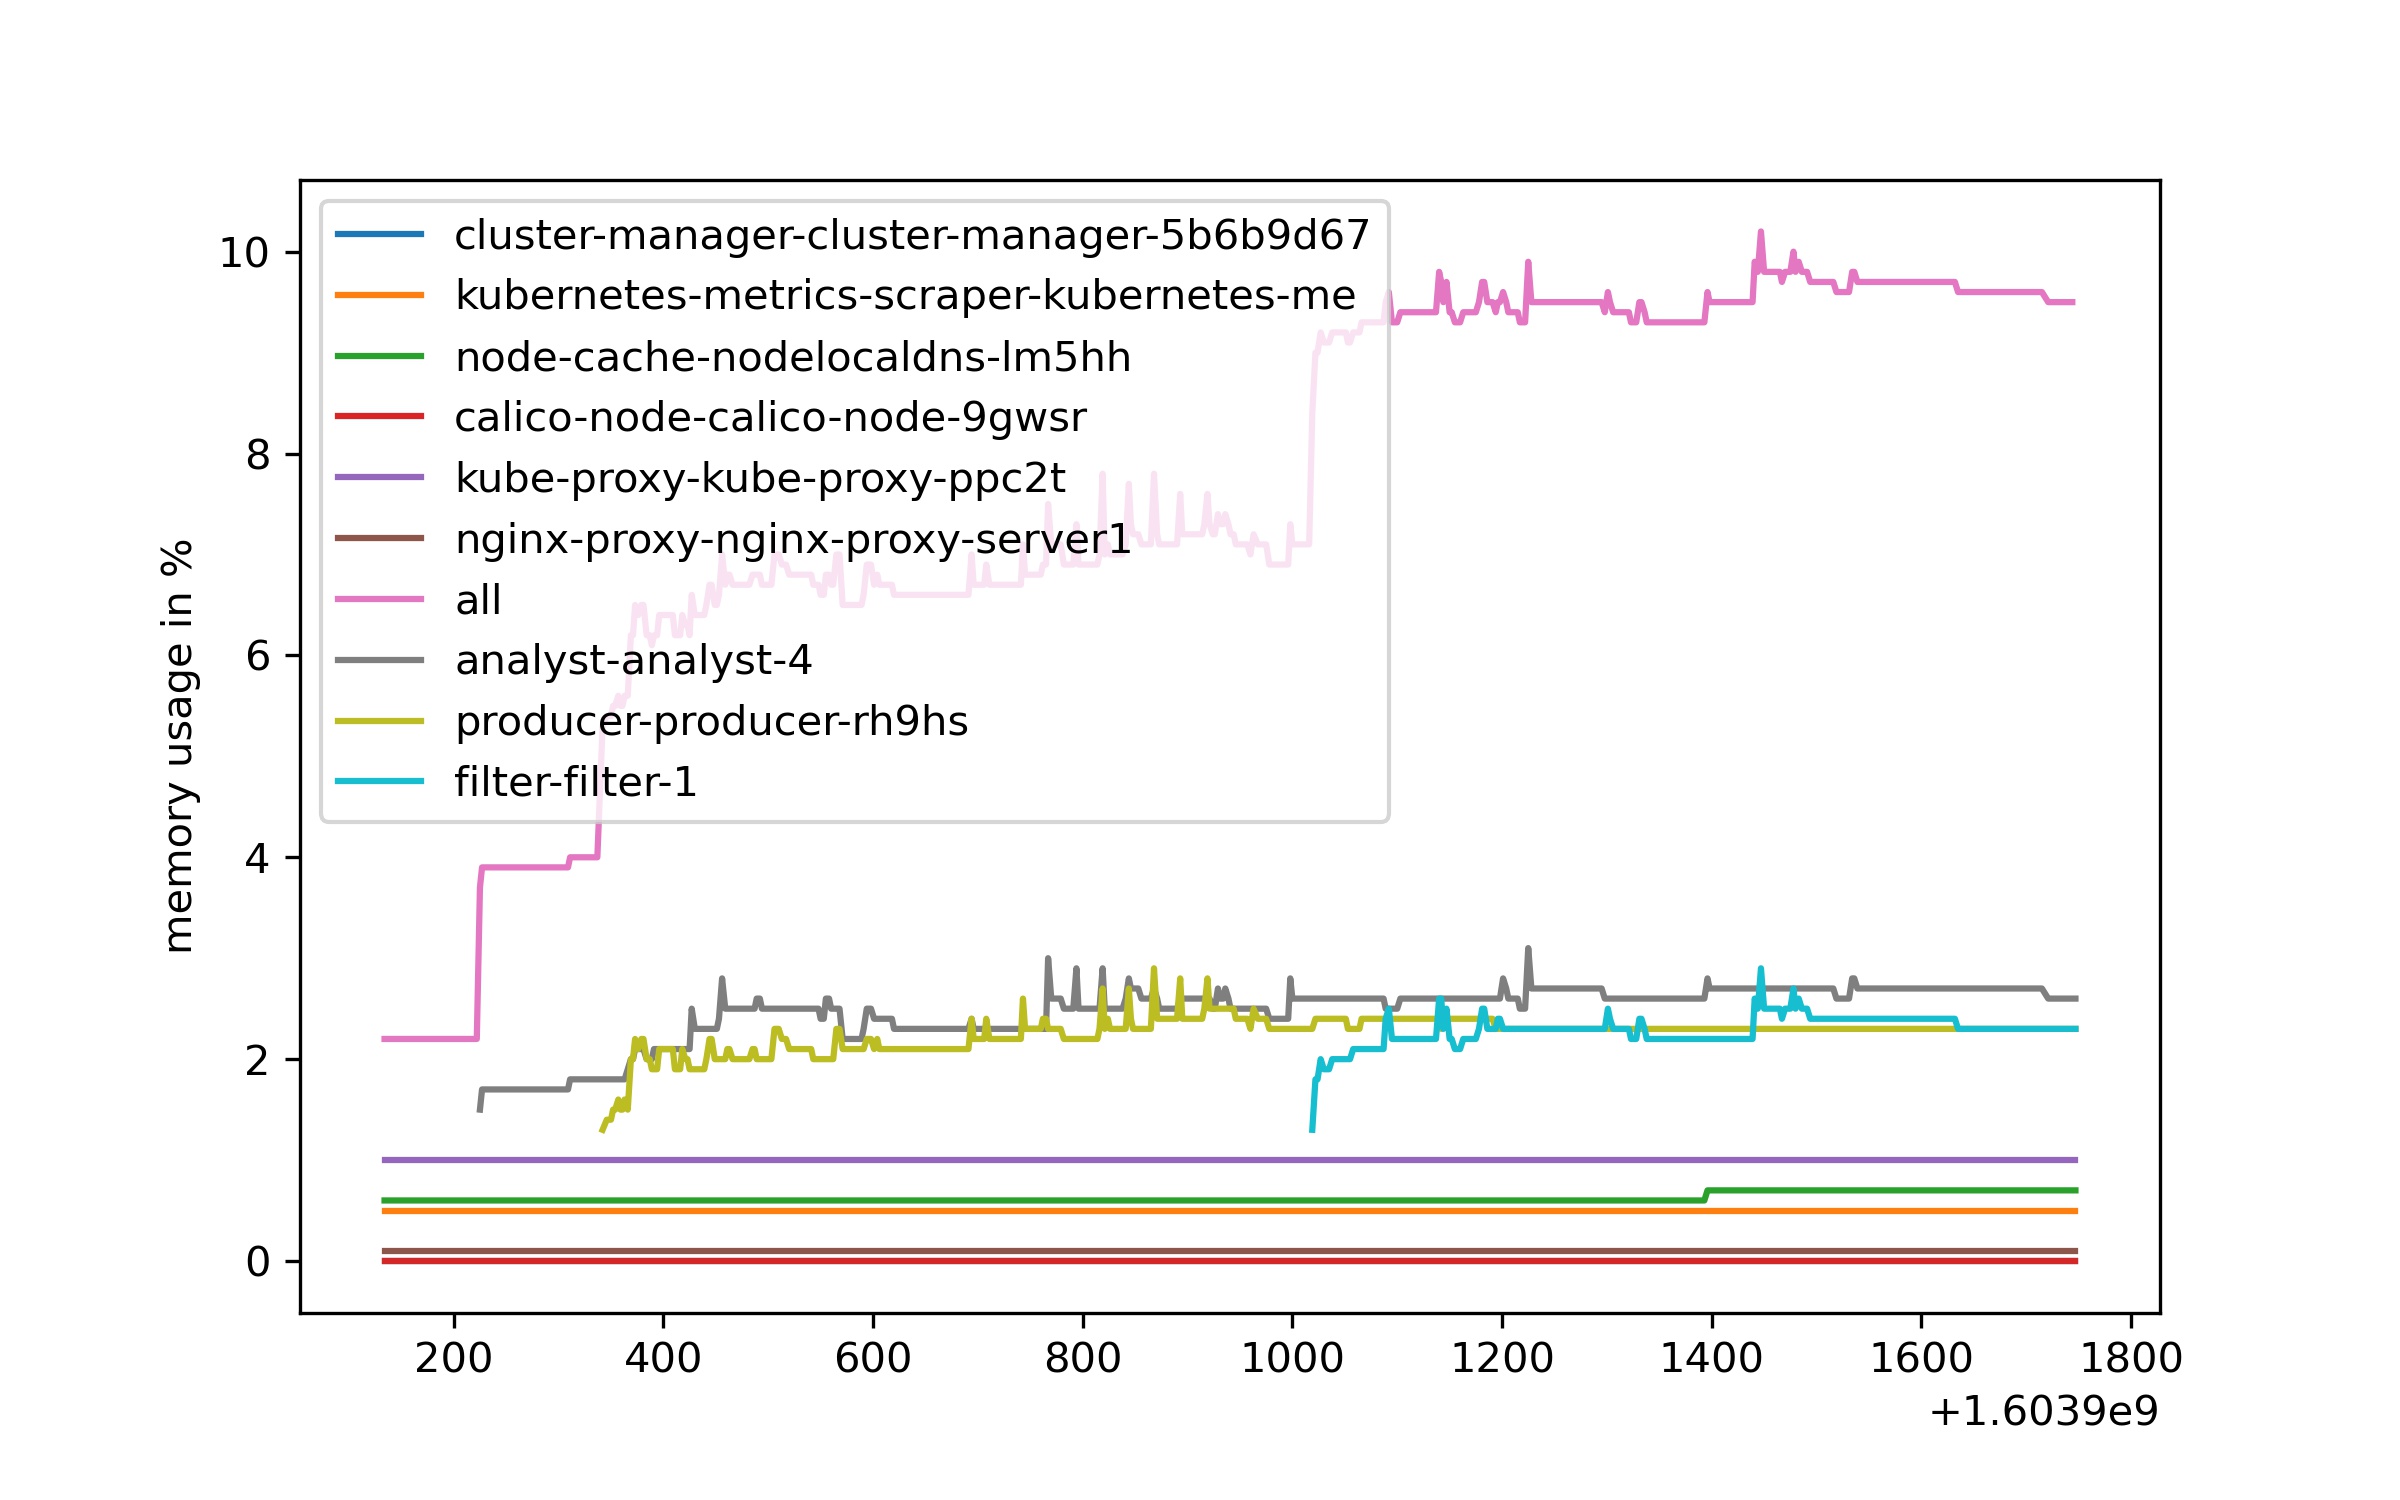 cluster-manager-cluster-manager-5b6b9d67
kubernetes-metrics-scraper-kubernetes-me
node-cache-nodelocaldns-lm5hh
calico-node-calico-node-9gwsr
kube-proxy-kube-proxy-ppc2t
nginx-proxy-nginx-proxy-server1
all
analyst-analyst-4
producer-producer-rh9hs
filter-filter-1
memory usage in %
10
8
6
4
2
0
200 400 600 800 1000 1200 1400 1600 1800
+1.6039e9